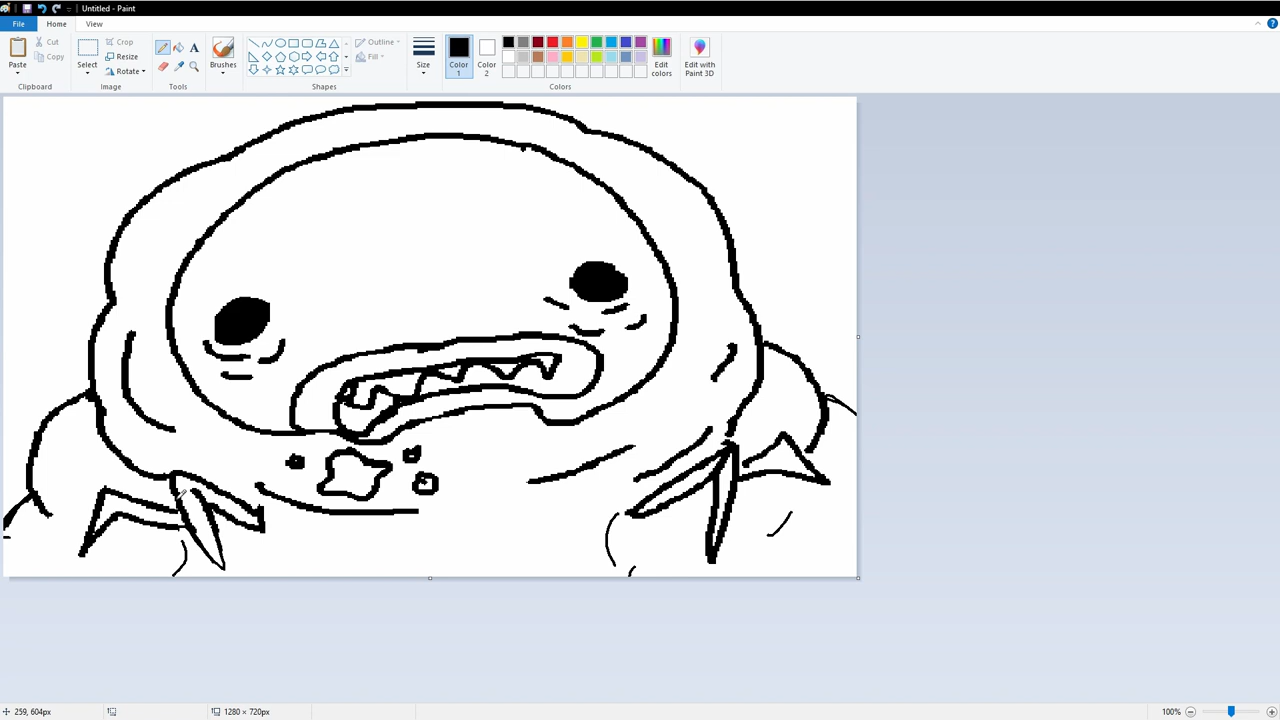 Untitled - Paint
File Home View
Paste
Cut
Copy
Clipboard
Select
Crop
Resize
Rotate
Image
A
Tools
Brushes
Outline
Fill
Shapes
Size
Color 1
Color 2
Edit colors
Colors
Edit with Paint 3D
259, 604px
1280 × 720px
100%